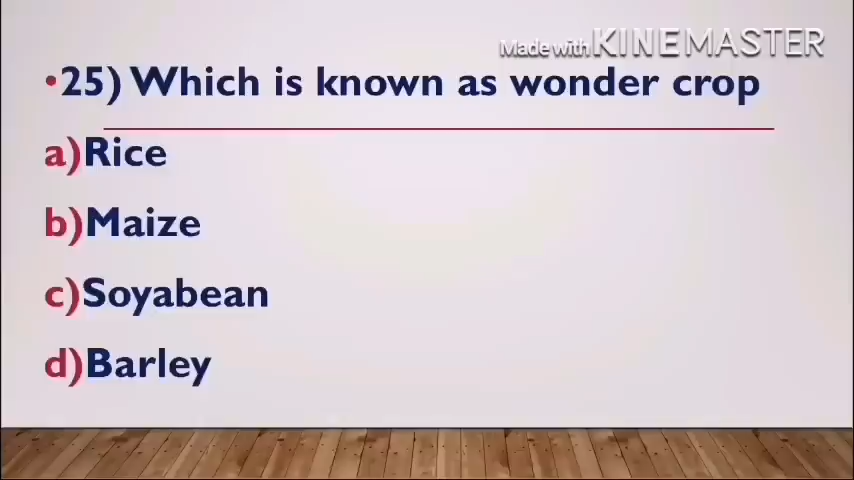 Made with KINEMASTER
•25) Which is known as wonder crop
a)Rice
b)Maize
c)Soyabean
d)Barley